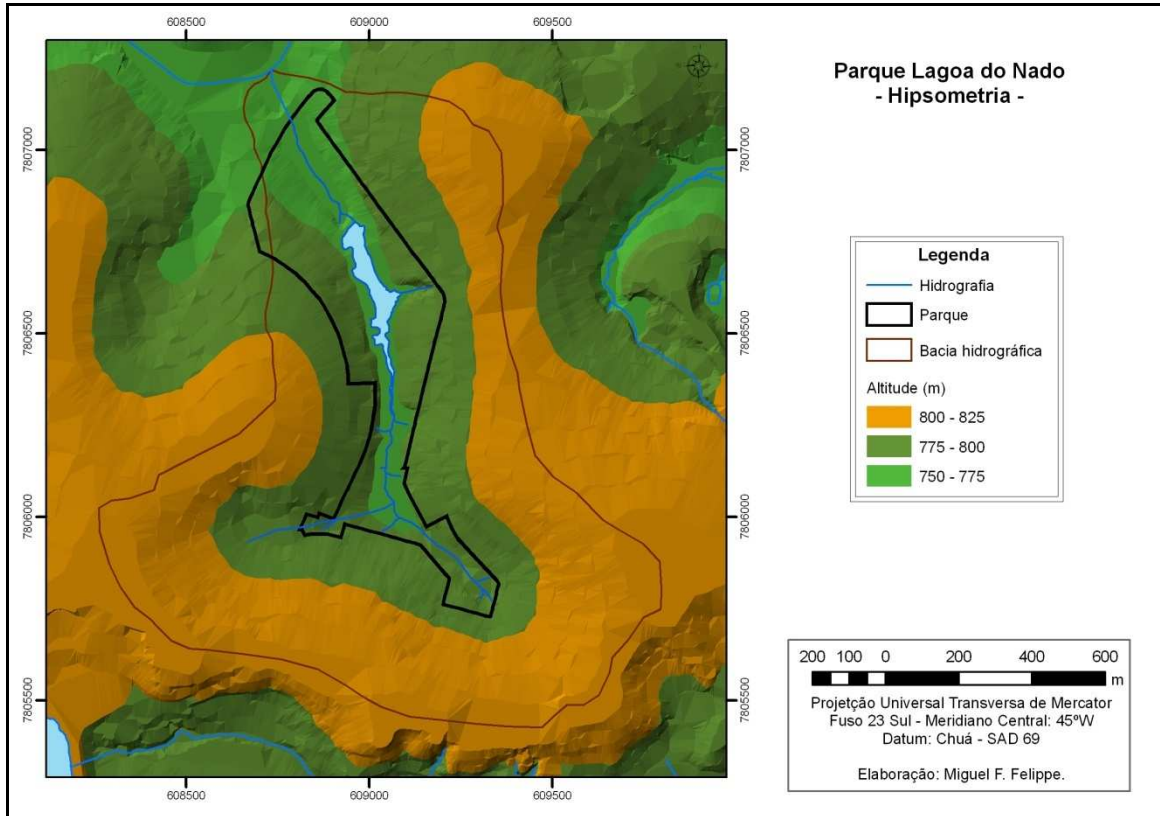 608500 609000 609500
Parque Lagoa do Nado
- Hipsometria -
7807000 7807000
7806500 7806500
7800000 7800000
7805500 7805500
608500 609000 609500
Legenda
Hidrografia
Parque
Bacia hidrográfica
Altitude (m)
800 - 825
775 - 800
750 - 775
200 100 0 200 400 600
m
Projetção Universal Transversa de Mercator
Fuso 23 Sul - Meridiano Central: 45ºW
Datum: Chuá - SAD 69
Elaboração: Miguel F. Felippe.